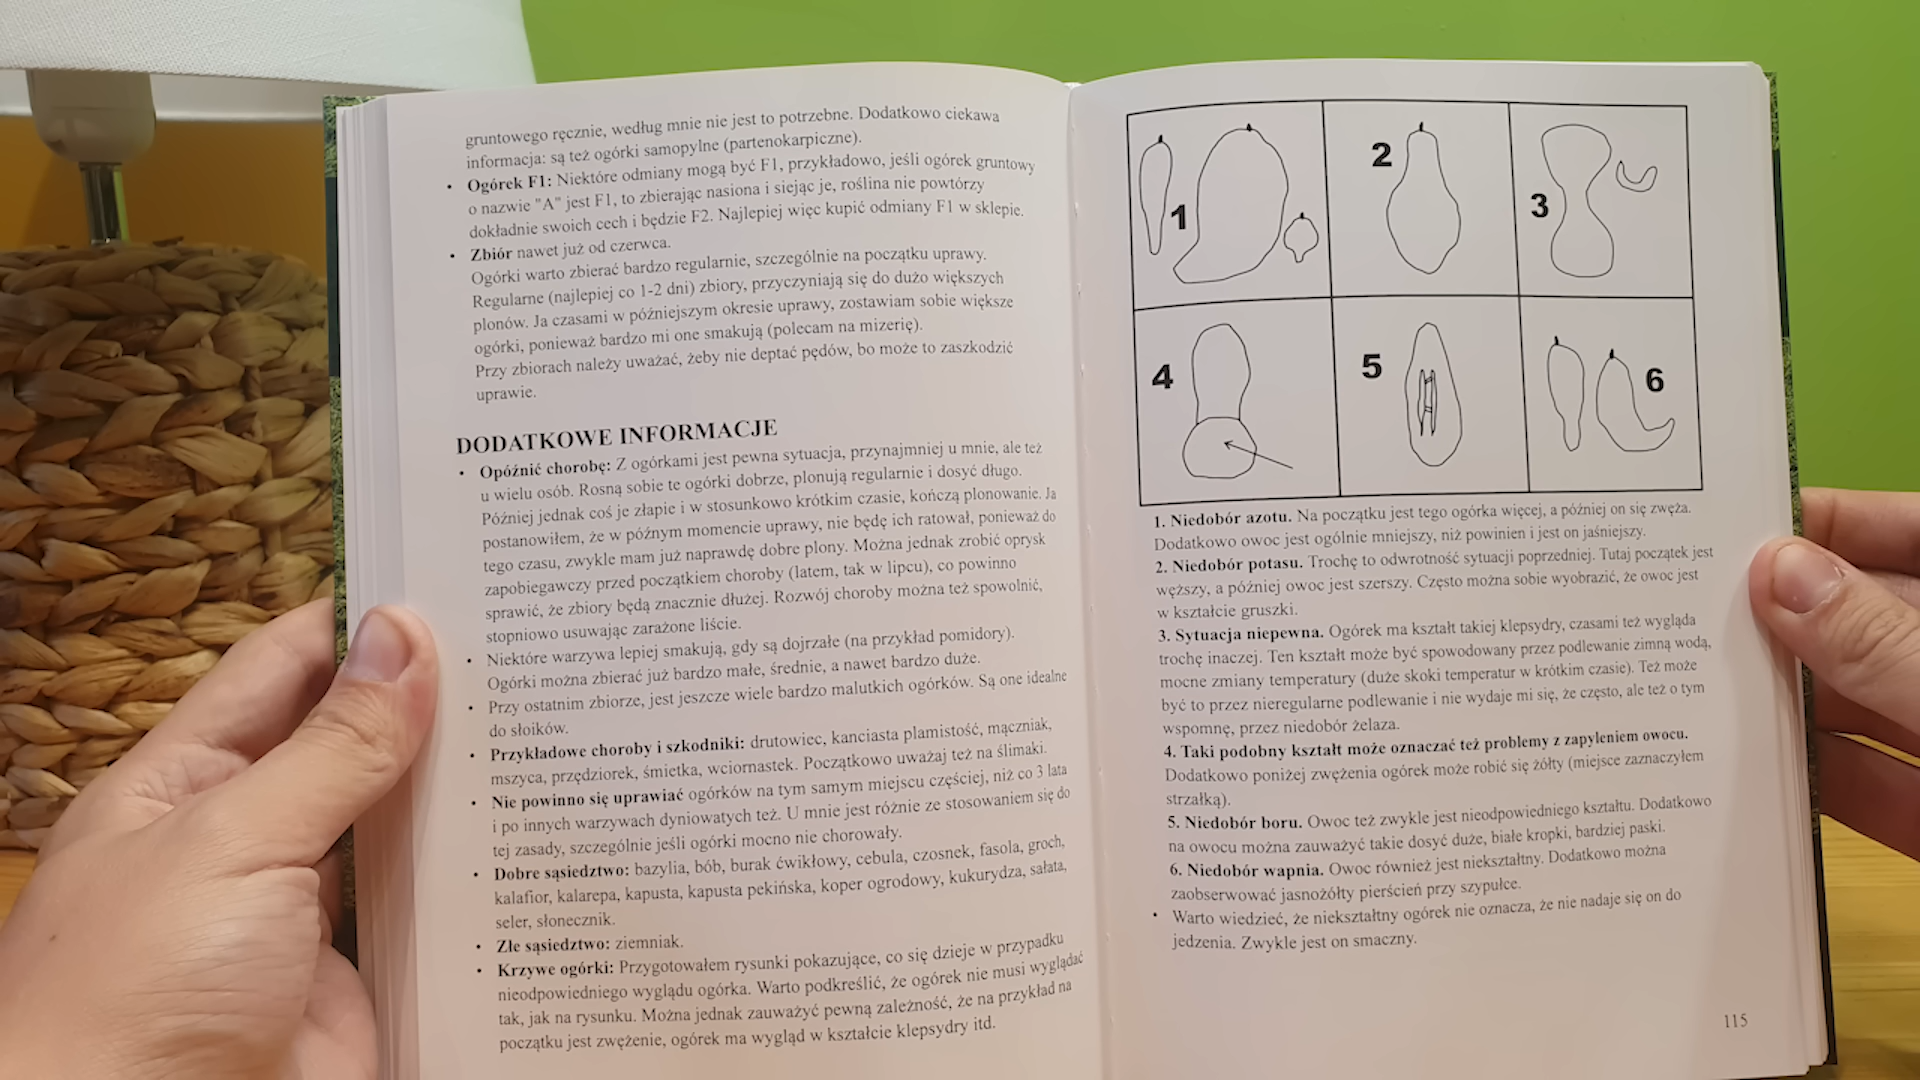 gruntowego ręcznie, według mnie nie jest to potrzebne. Dodatkowo ciekawa
informacja: są też ogórki samopylne (partenokarpiczne).
• Ogórek F1: Niektóre odmiany mogą być F1, przykładowo, jeśli ogórek gruntowy
o nazwie "A" jest F1, to zbierając nasiona i siejąc je, roślina nie powtórzy
dokładnie swoich cech i będzie F2. Najlepiej więc kupić odmiany F1 w sklepie.
• Zbiór nawet już od czerwca.
Ogórki warto zbierać bardzo regularnie, szczególnie na początku uprawy.
Regularne (najlepiej co 1-2 dni) zbiory, przyczyniają się do dużo większych
plonów. Ja czasami w późniejszym okresie uprawy, zostawiam sobie większe
ogórki, ponieważ bardzo mi one smakują (polecam na mizerię).
Przy zbiorach należy uważać, żeby nie deptać pędów, bo może to zaszkodzić
uprawie.
DODATKOWE INFORMACJE
• Opóźnić chorobę: Z ogórkami jest pewna sytuacja, przynajmniej u mnie, ale też
u wielu osób. Rosną sobie te ogórki dobrze, plonują regularnie i dosyć długo.
Później jednak coś je złapie i w stosunkowo krótkim czasie, kończą plonowanie. Ja
postanowiłem, że w późnym momencie uprawy, nie będę ich ratował, ponieważ do
tego czasu, zwykle mam już naprawdę dobre plony. Można jednak zrobić oprysk
zapobiegawczy przed początkiem choroby (latem, tak w lipcu), co powinno
sprawić, że zbiory będą znacznie dłużej. Rozwój choroby można też spowolnić,
stopniowo usuwając zarażone liście.
• Niektóre warzywa lepiej smakują, gdy są dojrzałe (na przykład pomidory).
Ogórki można zbierać już bardzo małe, średnie, a nawet bardzo duże.
• Przy ostatnim zbiorze, jest jeszcze wiele bardzo malutkich ogórków. Są one idealne
do słoików.
• Przykładowe choroby i szkodniki: drutowiec, kanciasta plamistość, mączniak,
mszyca, przędziorek, śmietka, wciornastek. Początkowo uważaj też na ślimaki.
• Nie powinno się uprawiać ogórków na tym samym miejscu częściej, niż co 3 lata
i po innych warzywach dyniowatych też. U mnie jest różnie ze stosowaniem się do
tej zasady, szczególnie jeśli ogórki mocno nie chorowały.
• Dobre sąsiedztwo: bazylia, bób, burak ćwikłowy, cebula, czosnek, fasola, groch,
kalafior, kalarepa, kapusta, kapusta pekińska, koper ogrodowy, kukurydza, sałata,
seler, słonecznik.
• Złe sąsiedztwo: ziemniak.
• Krzywe ogórki: Przygotowałem rysunki pokazujące, co się dzieje w przypadku
nieodpowiedniego wyglądu ogórka. Warto podkreślić, że ogórek nie musi wyglądać
tak, jak na rysunku. Można jednak zauważyć pewną zależność, że na przykład na
początku jest zwężenie, ogórek ma wygląd w kształcie klepsydry itd.
1
2
3
4
5
6
1. Niedobór azotu. Na początku jest tego ogórka więcej, a później on się zwęża.
Dodatkowo owoc jest ogólnie mniejszy, niż powinien i jest on jaśniejszy.
2. Niedobór potasu. Trochę to odwrotność sytuacji poprzedniej. Tutaj początek jest
węższy, a później owoc jest szerszy. Często można sobie wyobrazić, że owoc jest
w kształcie gruszki.
3. Sytuacja niepewna. Ogórek ma kształt takiej klepsydry, czasami też wygląda
trochę inaczej. Ten kształt może być spowodowany przez podlewanie zimną wodą,
mocne zmiany temperatury (duże skoki temperatur w krótkim czasie). Też może
być to przez nieregularne podlewanie i nie wydaje mi się, że często, ale też o tym
wspomnę, przez niedobór żelaza.
4. Taki podobny kształt może oznaczać też problemy z zapyleniem owocu.
Dodatkowo poniżej zwężenia ogórek może robić się żółty (miejsce zaznaczyłem
strzałką).
5. Niedobór boru. Owoc też zwykle jest nieodpowiedniego kształtu. Dodatkowo
na owocu można zauważyć takie dosyć duże, białe kropki, bardziej paski.
6. Niedobór wapnia. Owoc również jest niekształtny. Dodatkowo można
zaobserwować jasnożółty pierścień przy szypułce.
• Warto wiedzieć, że niekształtny ogórek nie oznacza, że nie nadaje się on do
jedzenia. Zwykle jest on smaczny.
115